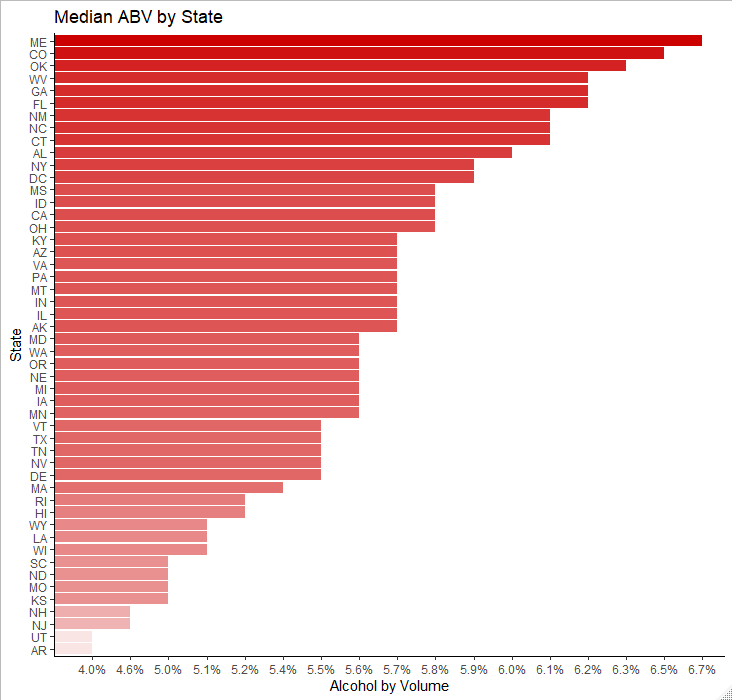 Median ABV by State
State
ME
CO
OK
WV
GA
FL
NM
NC
CT
AL
NY
DC
MS
ID
CA
OH
KY
AZ
VA
PA
MT
IN
IL
AK
MD
WA
OR
NE
MI
IA
MN
VT
TX
TN
NV
DE
MA
RI
HI
WY
LA
WI
SC
ND
MO
KS
NH
NJ
UT
AR
4.0% 4.6% 5.0% 5.1% 5.2% 5.4% 5.5% 5.6% 5.7% 5.8% 5.9% 6.0% 6.1% 6.2% 6.3% 6.5% 6.7%
Alcohol by Volume